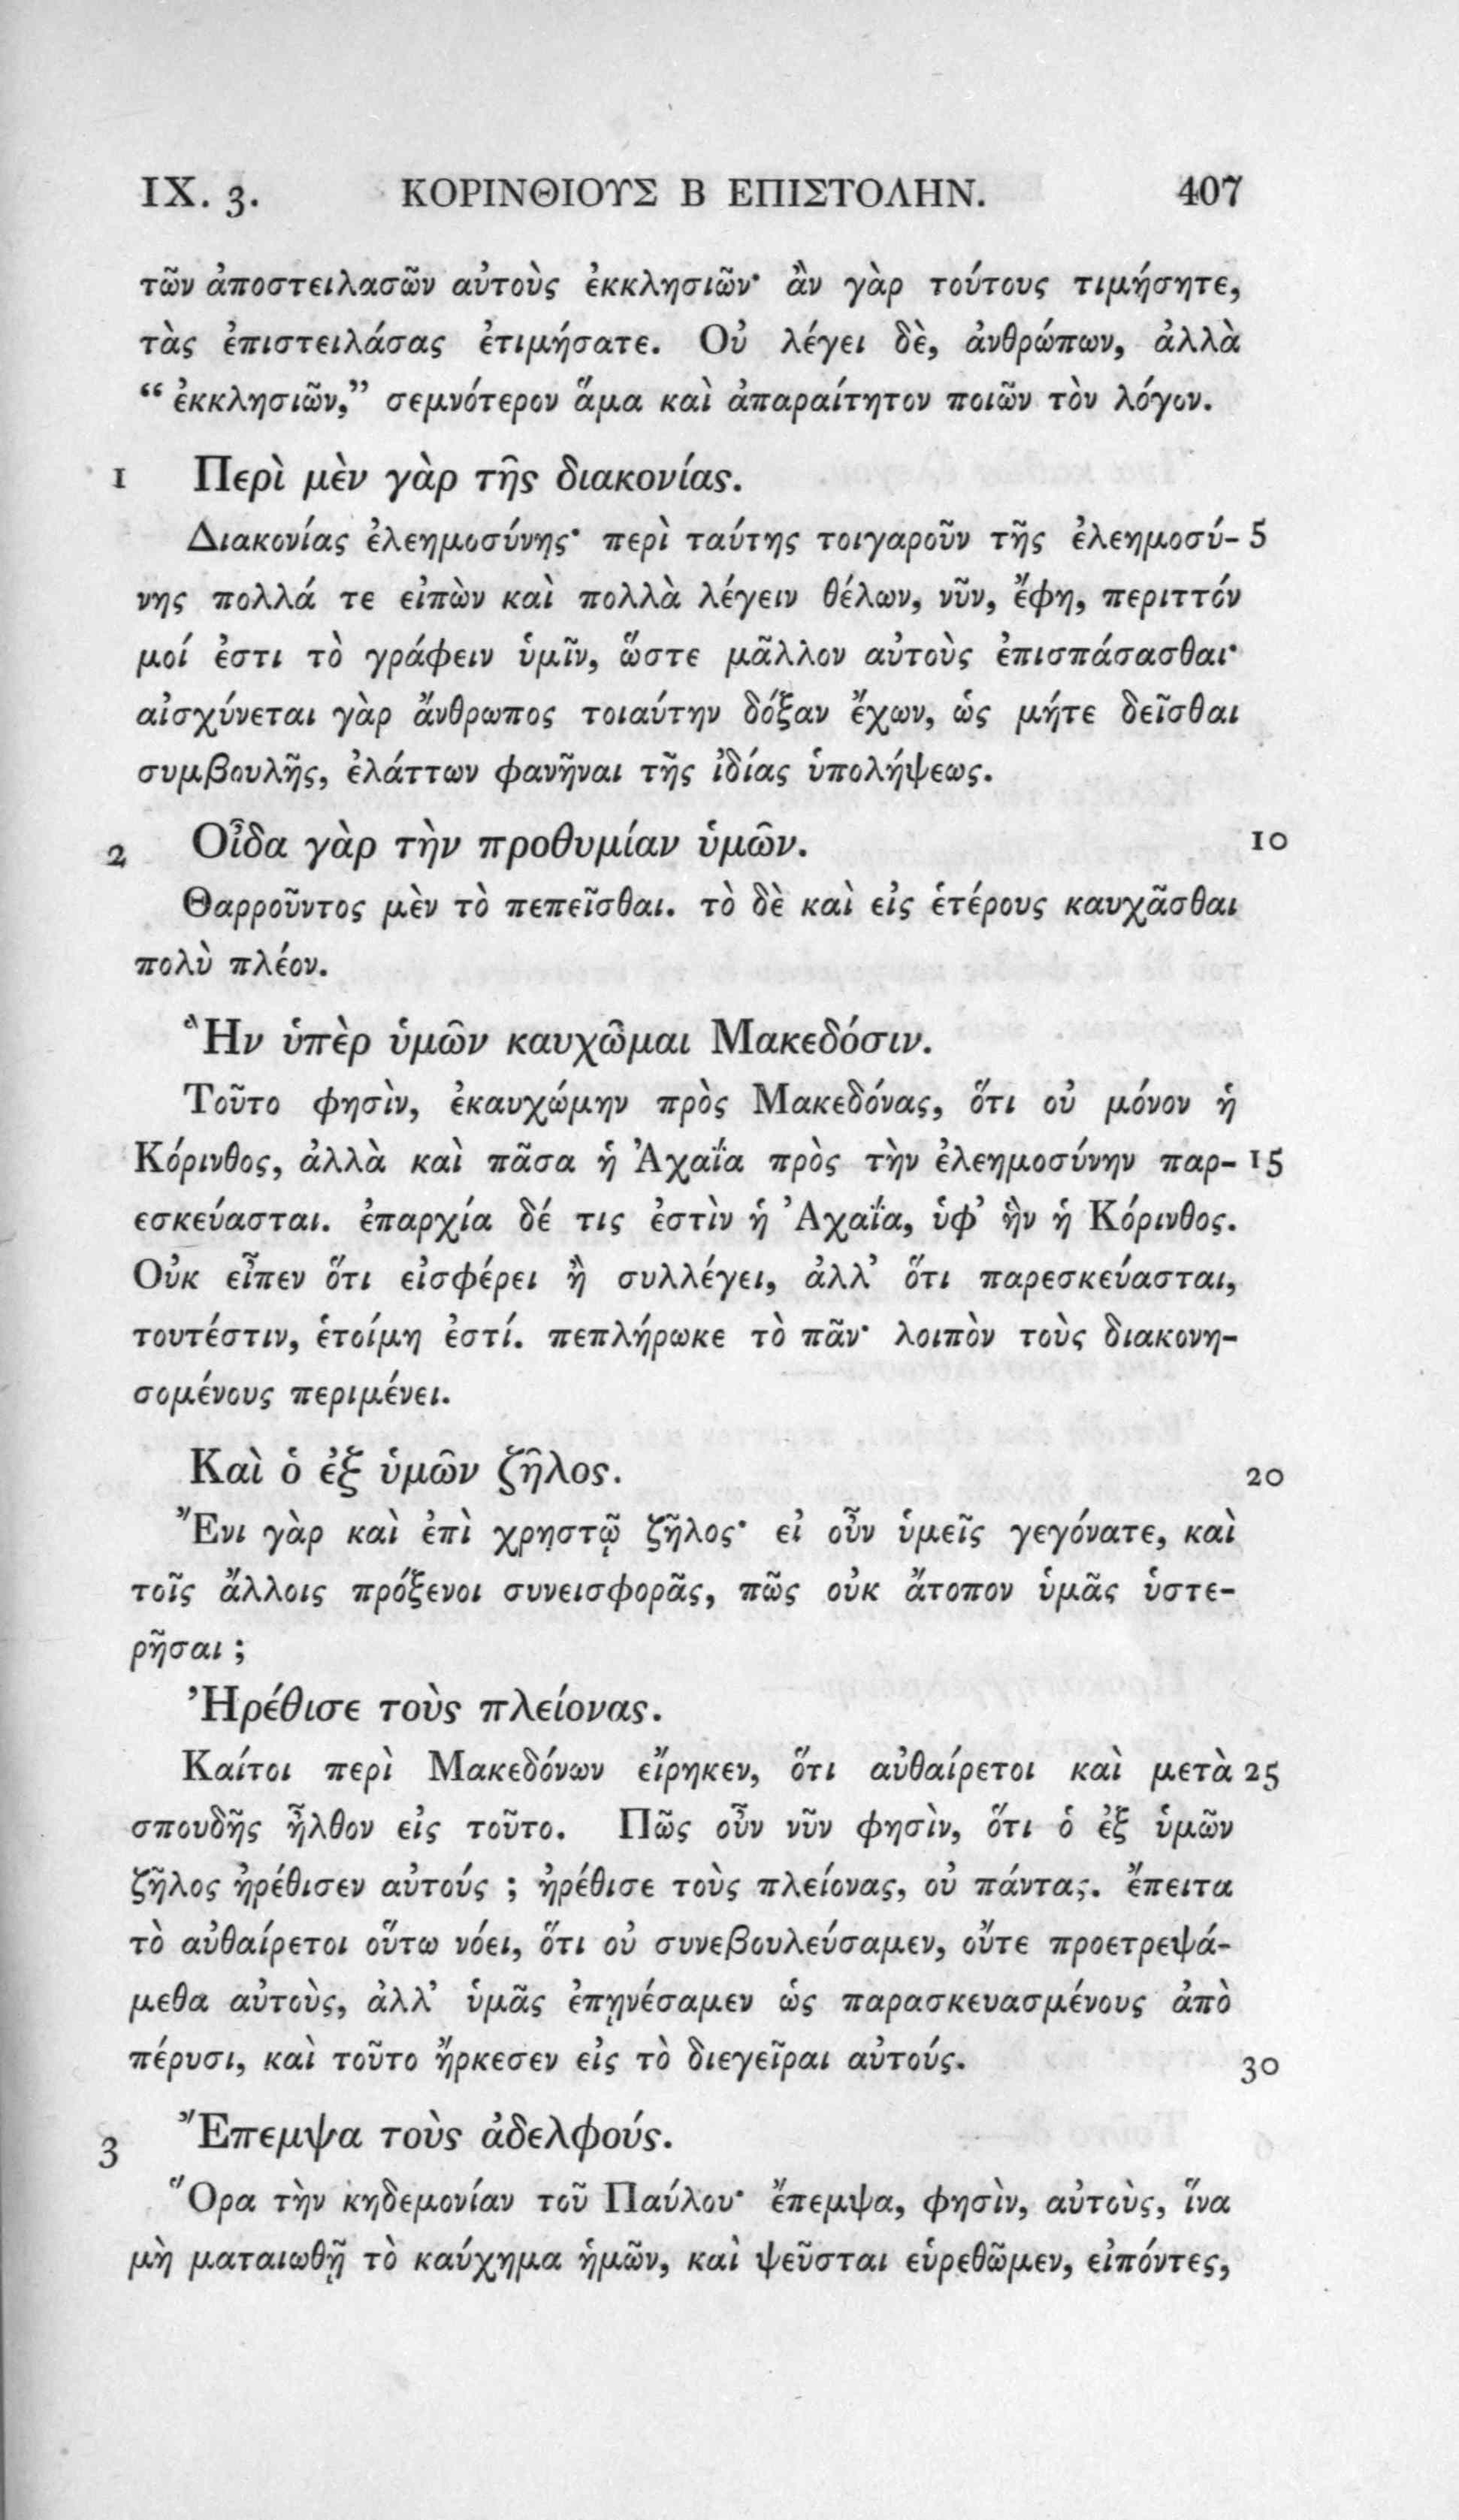 IX. 3. ΚΟΡΙΝΘΙΟΥΣ Β ΕΠΙΣΤΟΛΗΝ. 407
τῶν ἀποστειλασῶν αὐτοὺς ἐκκλησιῶν· ἂν γὰρ τούτους τιμήσητε,
τὰς ἐπιστειλάσας ἐτιμήσατε. Οὐ λέγει δὲ, ἀνθρώπων, ἀλλὰ
“ ἐκκλησιῶν,” σεμνότερον ἅμα καὶ ἀπαραίτητον ποιῶν τὸν λόγον.
1 Περὶ μὲν γὰρ τῆς διακονίας.
Διακονίας ἐλεημοσύνης· περὶ ταύτης τοιγαροῦν τῆς ἐλεημοσύ- 5
νης πολλά τε εἰπὼν καὶ πολλὰ λέγειν θέλων, νῦν, ἔφη, περιττόν
μοί ἐστι τὸ γράφειν ὑμῖν, ὥστε μᾶλλον αὐτοὺς ἐπισπάσασθαι·
αἰσχύνεται γὰρ ἄνθρωπος τοιαύτην δόξαν ἔχων, ὡς μήτε δεῖσθαι
συμβουλῆς, ἐλάττων φανῆναι τῆς ἰδίας ὑπολήψεως.
2 Οἶδα γὰρ τὴν προθυμίαν ὑμῶν. 10
Θαρροῦντος μὲν τὸ πεπεῖσθαι. τὸ δὲ καὶ εἰς ἑτέρους καυχᾶσθαι
πολὺ πλέον.
Ἣν ὑπὲρ ὑμῶν καυχῶμαι Μακεδόσιν.
Τοῦτο φησὶν, ἐκαυχώμην πρὸς Μακεδόνας, ὅτι οὐ μόνον ἡ
Κόρινθος, ἀλλὰ καὶ πᾶσα ἡ Ἀχαΐα πρὸς τὴν ἐλεημοσύνην παρ- 15
εσκεύασται. ἐπαρχία δέ τις ἐστὶν ἡ Ἀχαΐα, ὑφ’ ἣν ἡ Κόρινθος.
Οὐκ εἶπεν ὅτι εἰσφέρει ἢ συλλέγει, ἀλλ’ ὅτι παρεσκεύασται,
τουτέστιν, ἑτοίμη ἐστί. πεπλήρωκε τὸ πᾶν· λοιπὸν τοὺς διακονη-
σομένους περιμένει.
Καὶ ὁ ἐξ ὑμῶν ζῆλος. 20
Ἔνι γὰρ καὶ ἐπὶ χρηστῷ ζῆλος· εἰ οὖν ὑμεῖς γεγόνατε, καὶ
τοῖς ἄλλοις πρόξενοι συνεισφορᾶς, πῶς οὐκ ἄτοπον ὑμᾶς ὑστε-
ρῆσαι ;
Ἠρέθισε τοὺς πλείονας.
Καίτοι περὶ Μακεδόνων εἴρηκεν, ὅτι αὐθαίρετοι καὶ μετὰ 25
σπουδῆς ἦλθον εἰς τοῦτο. Πῶς οὖν νῦν φησὶν, ὅτι ὁ ἐξ ὑμῶν
ζῆλος ἠρέθισεν αὐτούς ; ἠρέθισε τοὺς πλείονας, οὐ πάντας. ἔπειτα
τὸ αὐθαίρετοι οὕτω νόει, ὅτι οὐ συνεβουλεύσαμεν, οὔτε προετρεψά-
μεθα αὐτοὺς, ἀλλ’ ὑμᾶς ἐπῃνέσαμεν ὡς παρασκευασμένους ἀπὸ
πέρυσι, καὶ τοῦτο ἤρκεσεν εἰς τὸ διεγεῖραι αὐτούς. 30
3 Ἔπεμψα τοὺς ἀδελφούς.
Ὅρα τὴν κηδεμονίαν τοῦ Παύλου· ἔπεμψα, φησὶν, αὐτοὺς, ἵνα
μὴ ματαιωθῇ τὸ καύχημα ἡμῶν, καὶ ψεῦσται εὑρεθῶμεν, εἰπόντες,